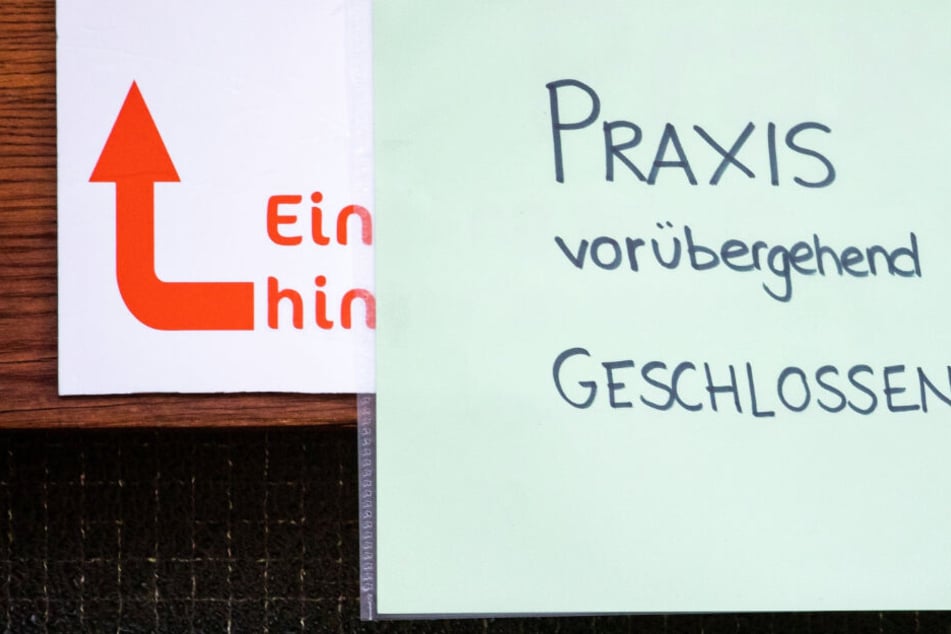 Ein
hin
PRAXIS
vorübergehend
GESCHLOSSEN